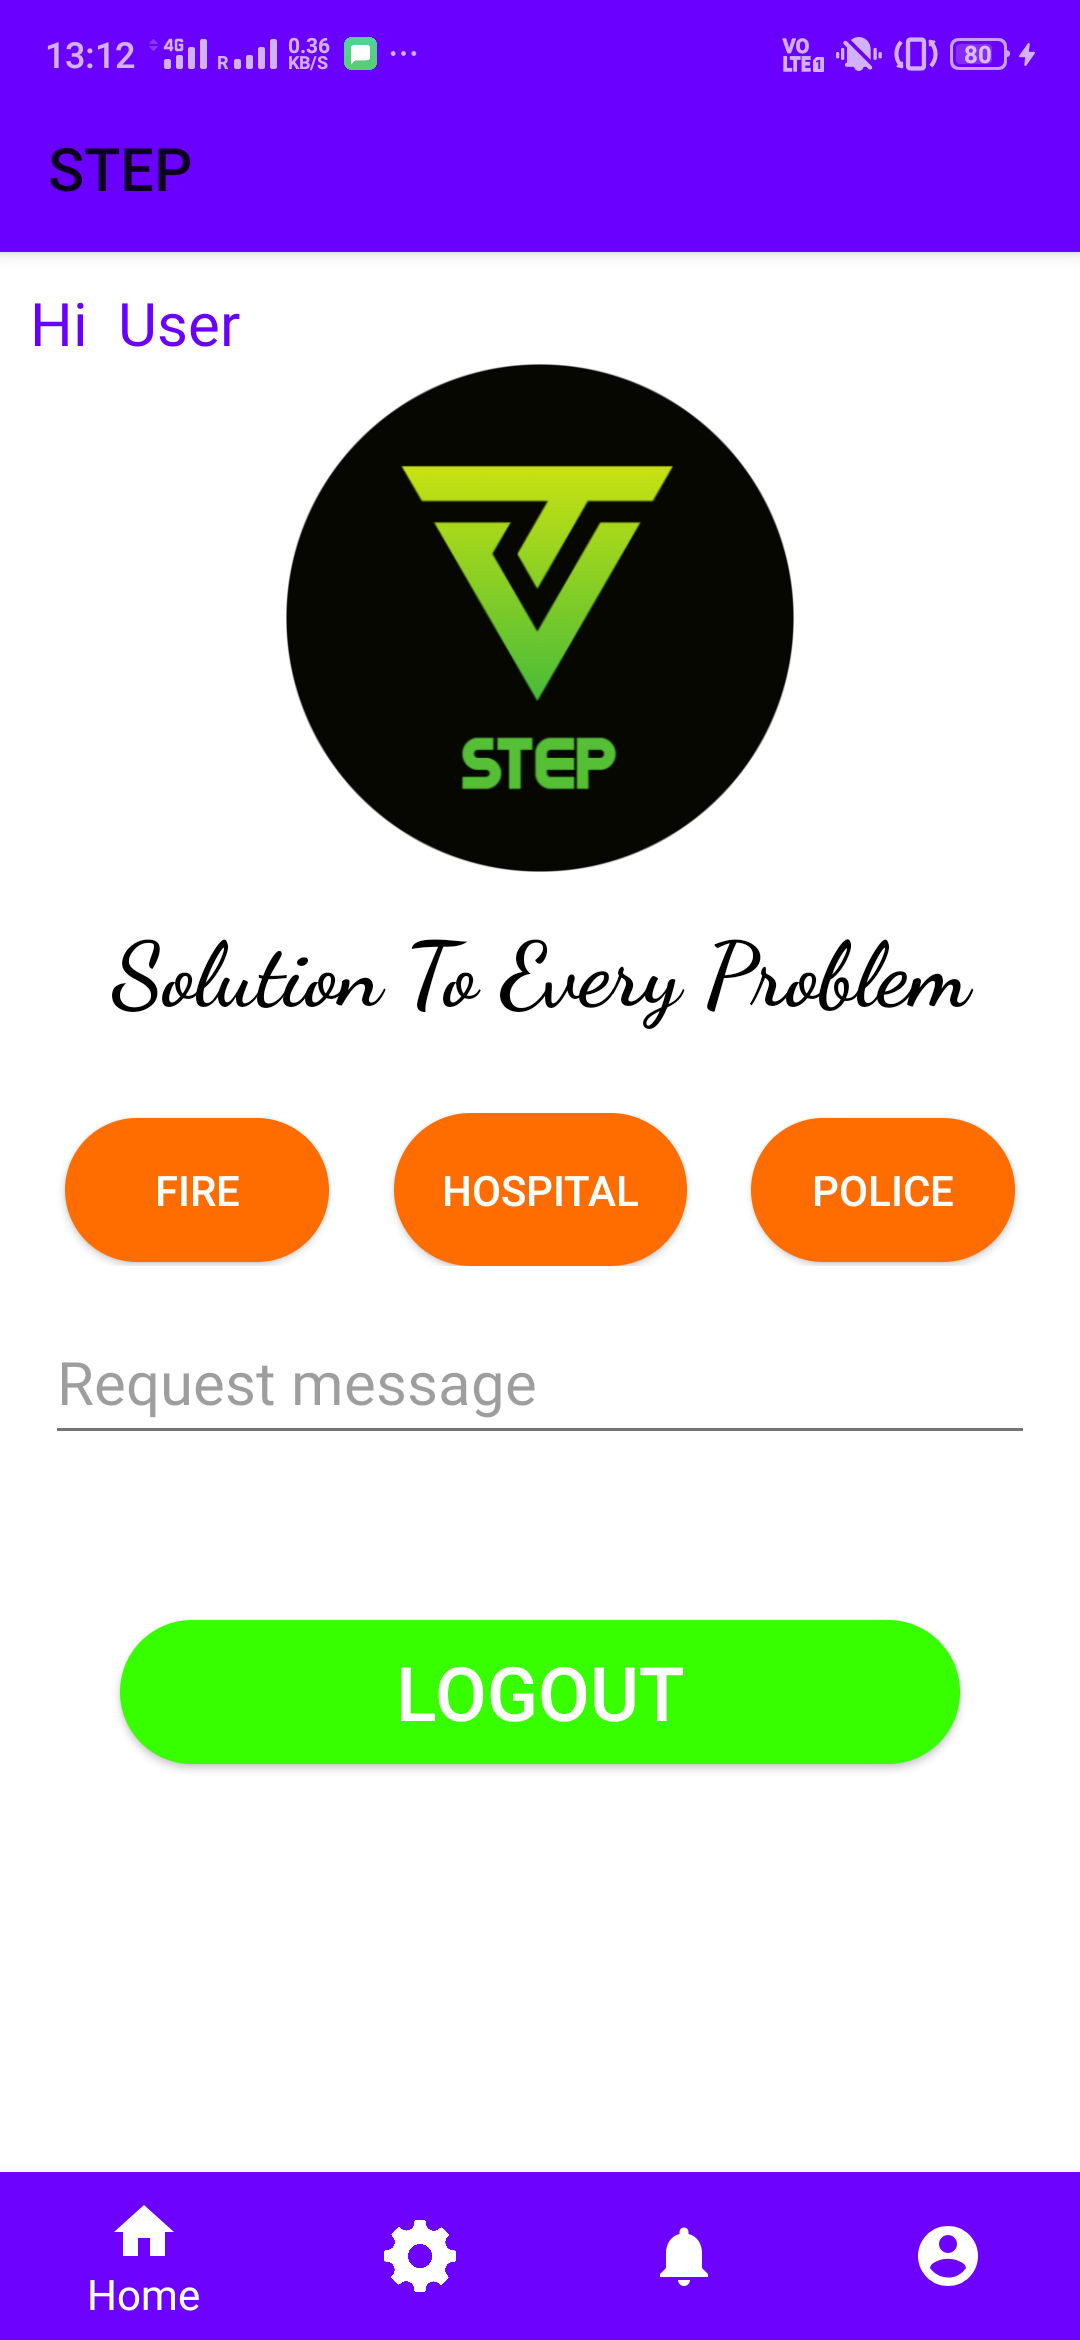 13:12 4G R 0.36 KB/S ... VO LTE1 80
STEP
Hi User
STEP
Solution To Every Problem
FIRE HOSPITAL POLICE
Request message
LOGOUT
Home